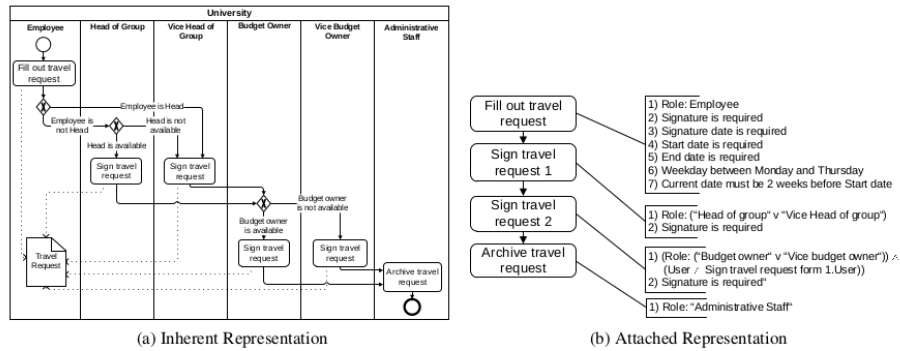 University
Employee
Head of Group
Vice Head of
Group
Budget Owner
Vice Budget
Owner
Administrative
Staff
Fill out travel
request
Employee is Head
Employee is
not Head
Head is not
available
Head is available
Sign travel
request
Sign travel
request
Budget owner
is not available
Budget owner
is available
Sign travel
request
Sign travel
request
Travel
Request
Archive travel
request
(a) Inherent Representation
Fill out travel
request
Sign travel
request 1
Sign travel
request 2
Archive travel
request
1) Role: Employee
2) Signature is required
3) Signature date is required
4) Start date is required
5) End date is required
6) Weekday between Monday and Thursday
7) Current date must be 2 weeks before Start date
1) Role: ("Head of group" v "Vice Head of group")
2) Signature is required
1) (Role: ("Budget owner" v "Vice budget owner"))
(User Sign travel request form 1.User))
2) Signature is required"
1) Role: "Administrative Staff"
(b) Attached Representation